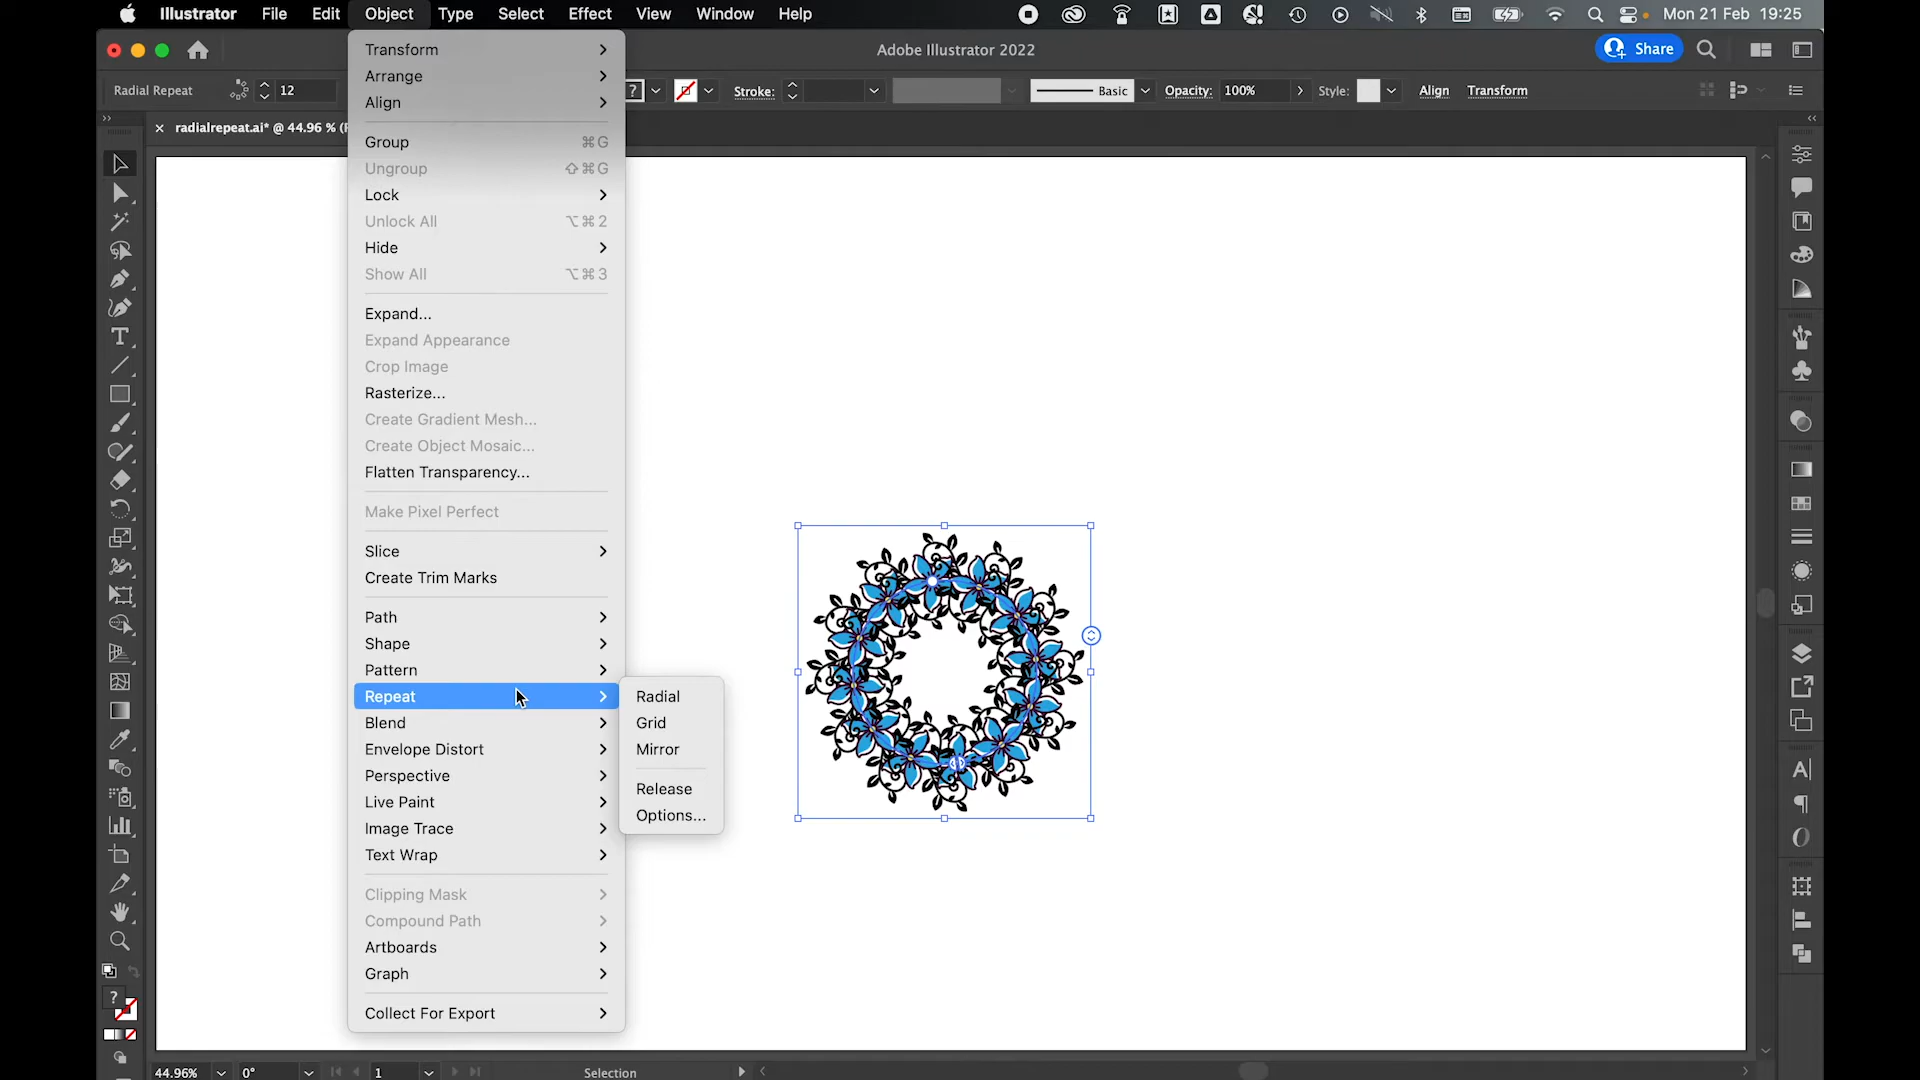 Illustrator File Edit Object Type Select Effect View Window Help Mon 21 Feb 19:25
Adobe Illustrator 2022
Share
Radial Repeat 12 ? Stroke: Basic Opacity: 100% Style: Align Transform
radialrepeat.ai* @ 44.96 %
Transform
Arrange
Align
Group ⌘G
Ungroup ⇧⌘G
Lock
Unlock All ⌥⌘2
Hide
Show All ⌥⌘3
Expand...
Expand Appearance
Crop Image
Rasterize...
Create Gradient Mesh...
Create Object Mosaic...
Flatten Transparency...
Make Pixel Perfect
Slice
Create Trim Marks
Path
Shape
Pattern
Repeat
Blend
Envelope Distort
Perspective
Live Paint
Image Trace
Text Wrap
Clipping Mask
Compound Path
Artboards
Graph
Collect For Export
Radial
Grid
Mirror
Release
Options...
?
44.96% 0° 1 Selection